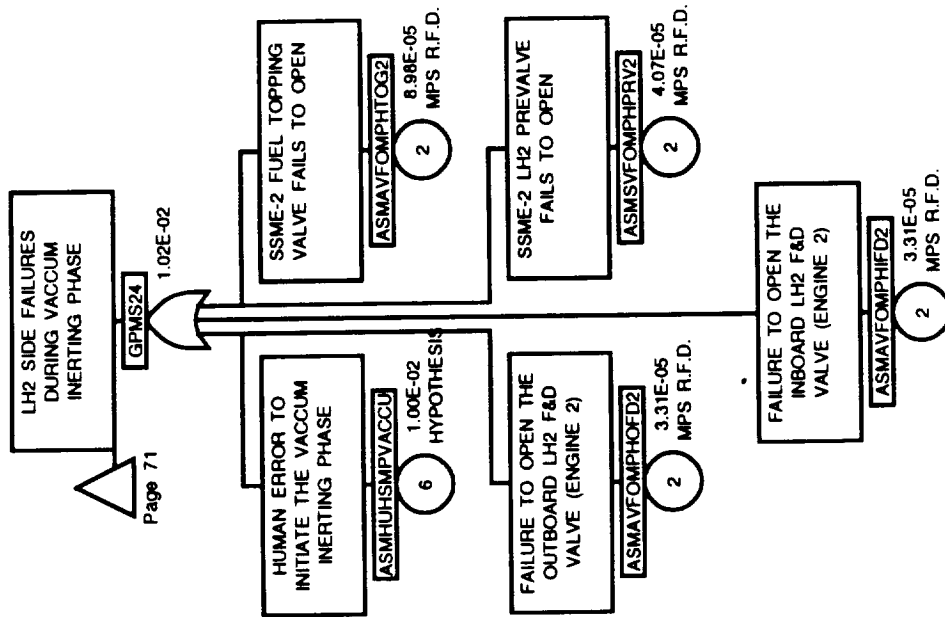 LH2 SIDE FAILURES
DURING VACCUM
INERTING PHASE
GPMS24
1.02E-02
Page 71
HUMAN ERROR TO
INITIATE THE VACCUM
INERTING PHASE
ASMHUHSMPVACCU
6
1.00E-02
HYPOTHESIS
SSME-2 FUEL TOPPING
VALVE FAILS TO OPEN
ASMAVFOMPHTOG2
2
8.98E-05
MPS R.F.D.
FAILURE TO OPEN THE
OUTBOARD LH2 F&D
VALVE (ENGINE 2)
ASMAVFOMPHOFD2
2
3.31E-05
MPS R.F.D.
SSME-2 LH2 PREVALVE
FAILS TO OPEN
ASMSVFOMPHPRV2
2
4.07E-05
MPS R.F.D.
FAILURE TO OPEN THE
INBOARD LH2 F&D
VALVE (ENGINE 2)
ASMAVFOMPHIFD2
2
3.31E-05
MPS R.F.D.